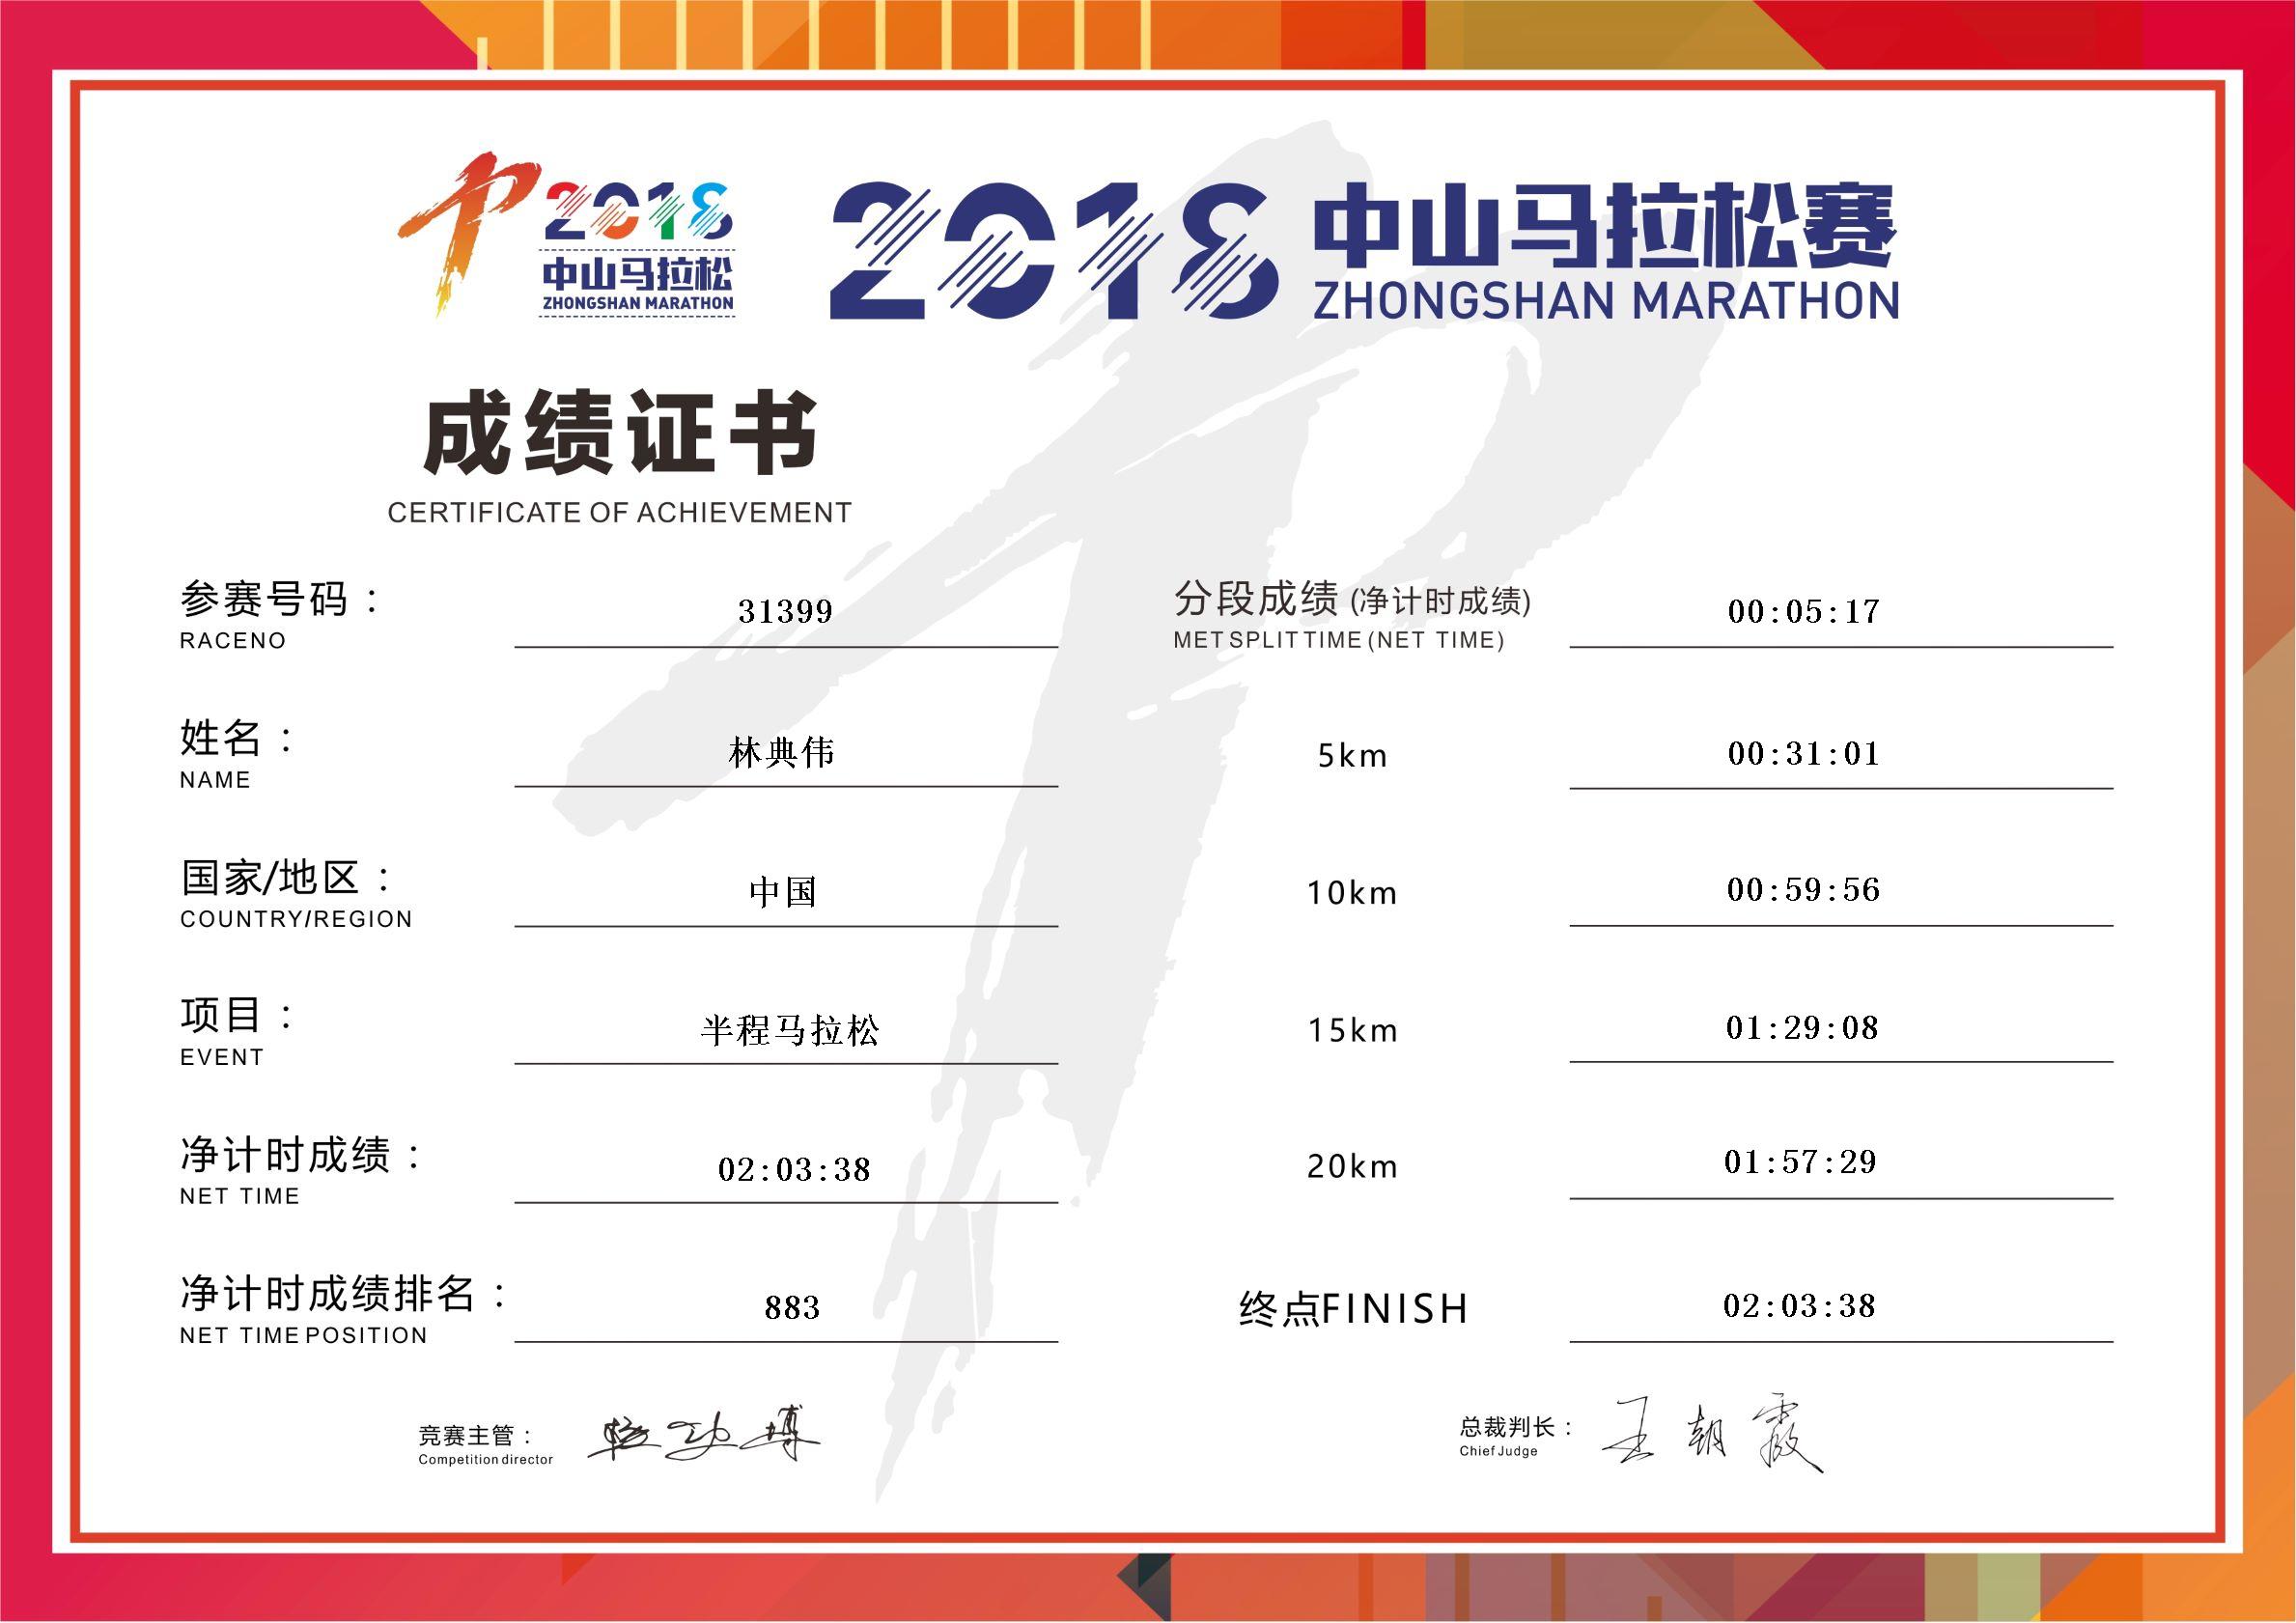 2018
中山马拉松
ZHONGSHAN MARATHON
2018 中山马拉松赛
ZHONGSHAN MARATHON
成绩证书
CERTIFICATE OF ACHIEVEMENT
参赛号码：
RACENO
31399
姓名：
NAME
林典伟
国家/地区：
COUNTRY/REGION
中国
项目：
EVENT
半程马拉松
净计时成绩：
NET TIME
02:03:38
净计时成绩排名：
NET TIME POSITION
883
分段成绩 (净计时成绩)
MET SPLIT TIME (NET TIME)
00:05:17
5km 00:31:01
10km 00:59:56
15km 01:29:08
20km 01:57:29
终点FINISH 02:03:38
竞赛主管：
Competition director
总裁判长：
Chief Judge
王朝霞